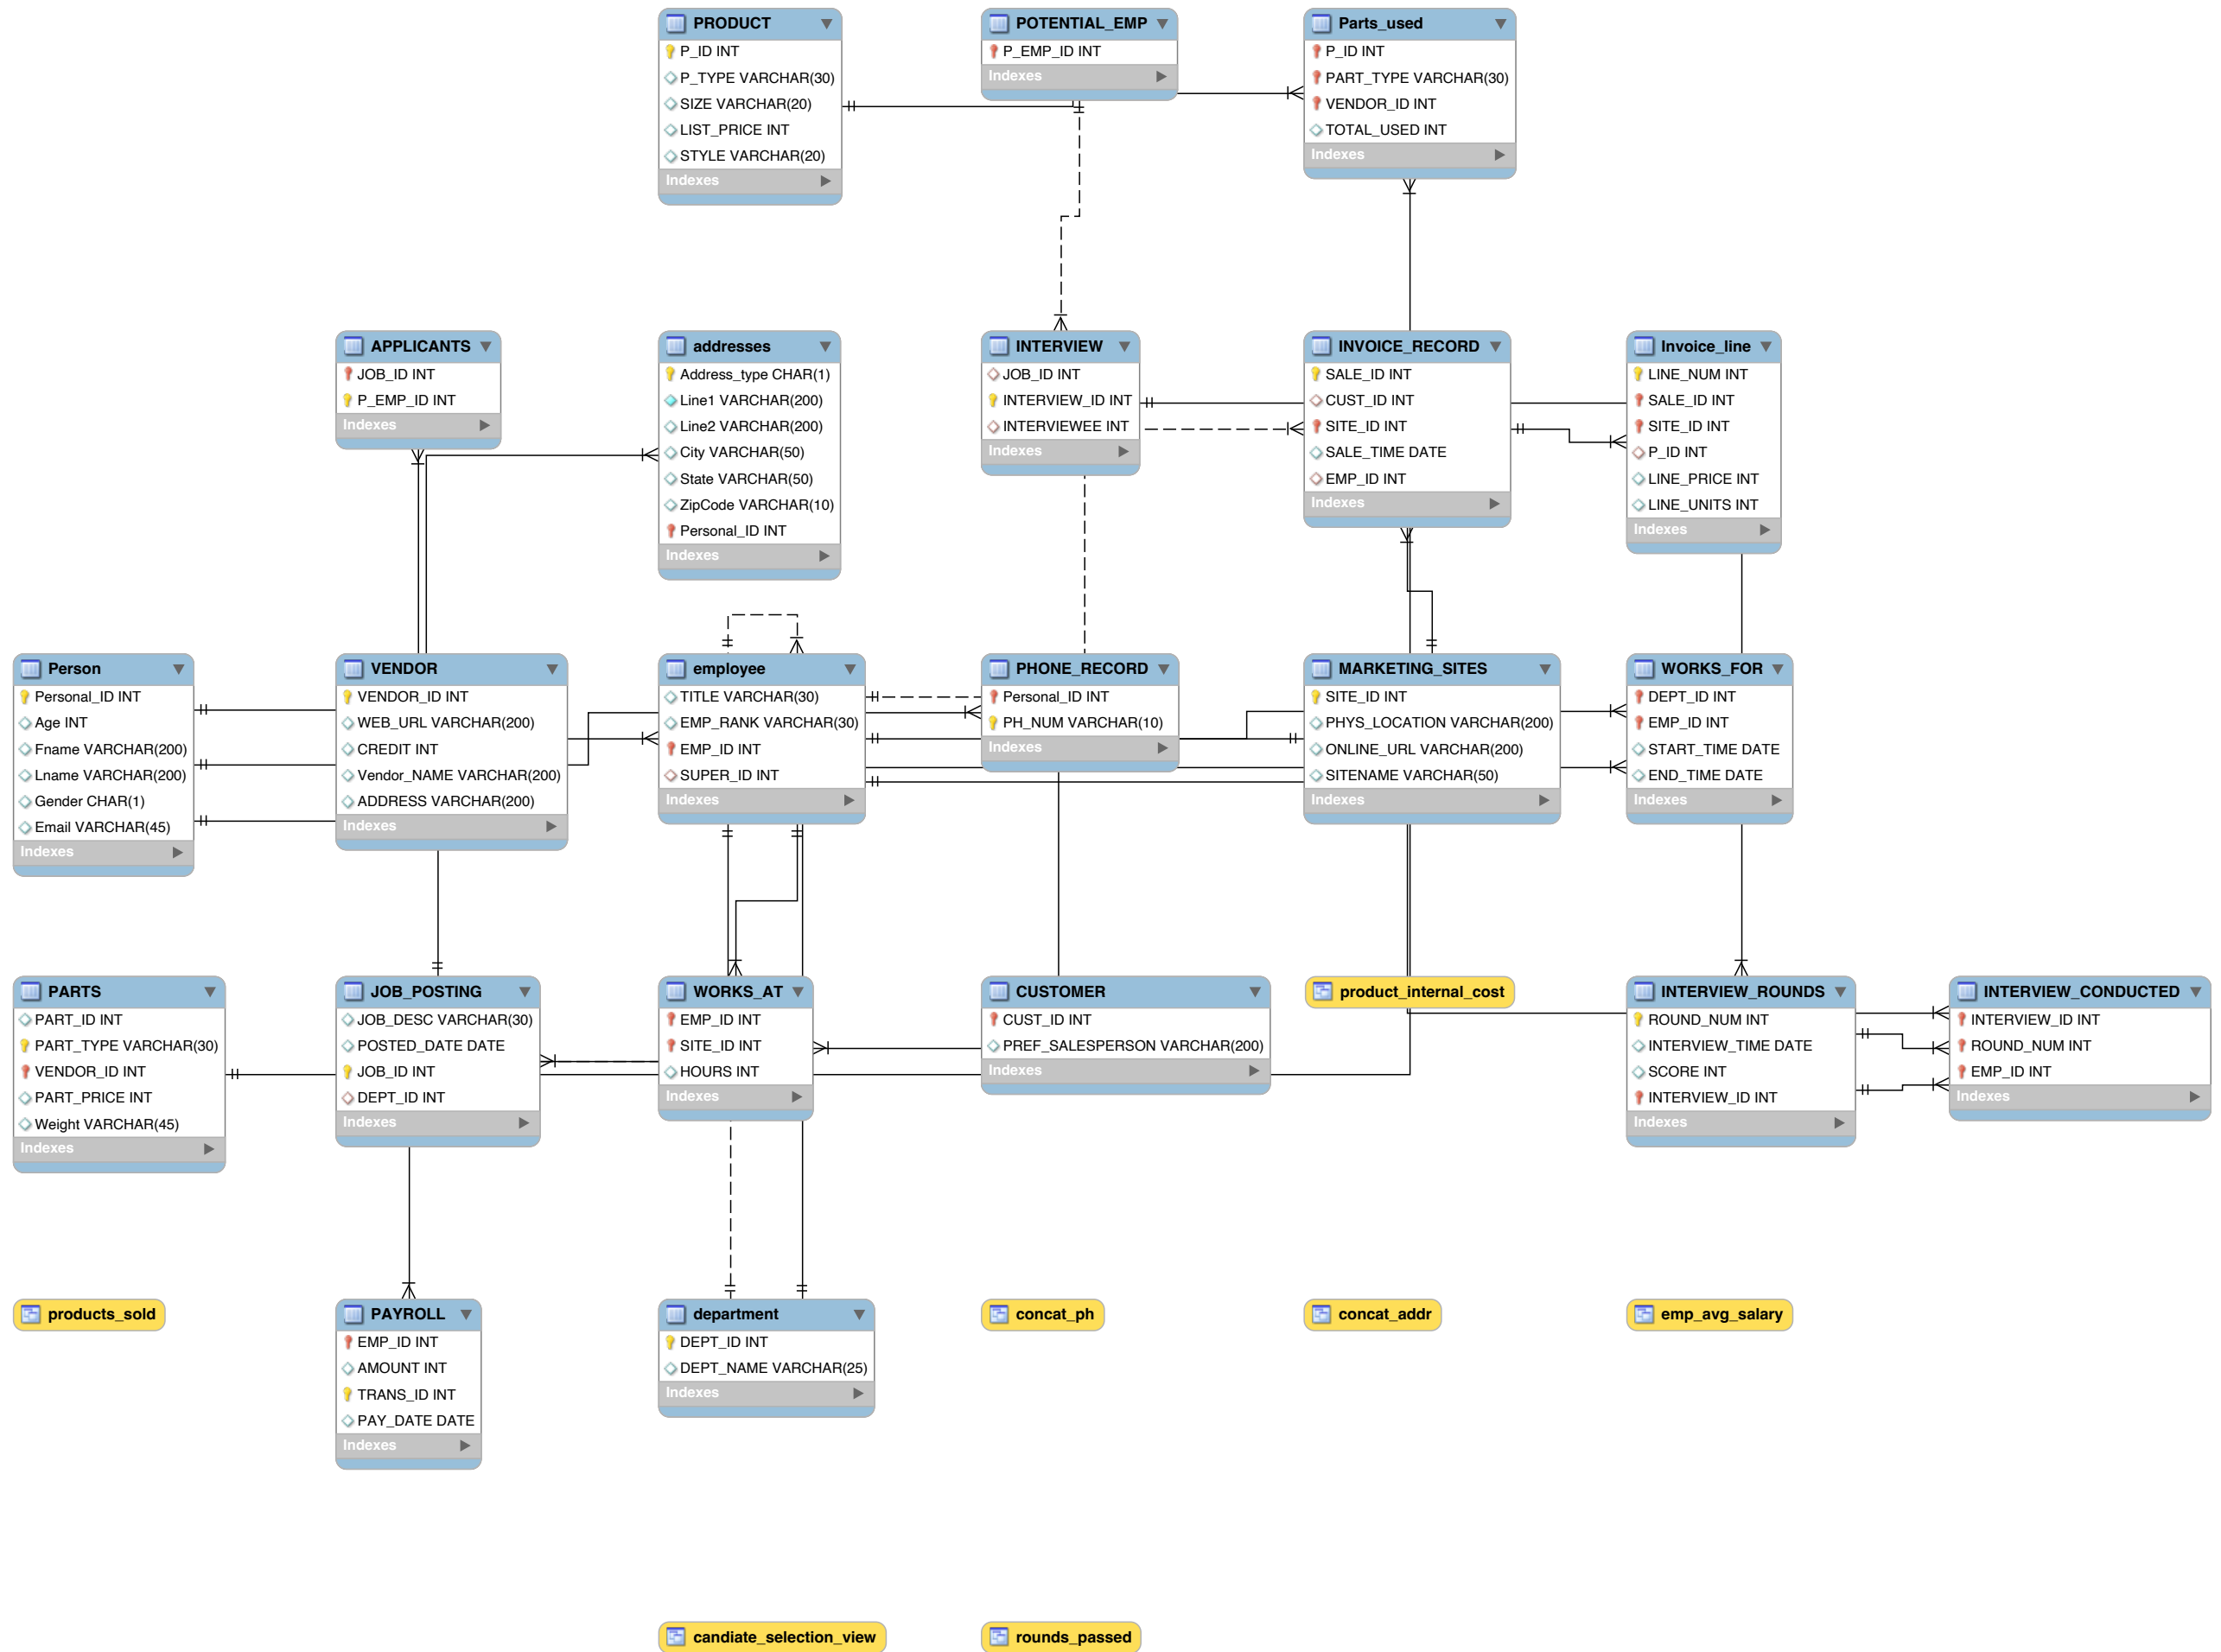 PRODUCT
P_ID INT
P_TYPE VARCHAR(30)
SIZE VARCHAR(20)
LIST_PRICE INT
STYLE VARCHAR(20)
Indexes
POTENTIAL_EMP
P_EMP_ID INT
Indexes
Parts_used
P_ID INT
PART_TYPE VARCHAR(30)
VENDOR_ID INT
TOTAL_USED INT
Indexes
APPLICANTS
JOB_ID INT
P_EMP_ID INT
Indexes
addresses
Address_type CHAR(1)
Line1 VARCHAR(200)
Line2 VARCHAR(200)
City VARCHAR(50)
State VARCHAR(50)
ZipCode VARCHAR(10)
Personal_ID INT
Indexes
INTERVIEW
JOB_ID INT
INTERVIEW_ID INT
INTERVIEWEE INT
Indexes
INVOICE_RECORD
SALE_ID INT
CUST_ID INT
SITE_ID INT
SALE_TIME DATE
EMP_ID INT
Indexes
Invoice_line
LINE_NUM INT
SALE_ID INT
SITE_ID INT
P_ID INT
LINE_PRICE INT
LINE_UNITS INT
Indexes
Person
Personal_ID INT
Age INT
Fname VARCHAR(200)
Lname VARCHAR(200)
Gender CHAR(1)
Email VARCHAR(45)
Indexes
VENDOR
VENDOR_ID INT
WEB_URL VARCHAR(200)
CREDIT INT
Vendor_NAME VARCHAR(200)
ADDRESS VARCHAR(200)
Indexes
employee
TITLE VARCHAR(30)
EMP_RANK VARCHAR(30)
EMP_ID INT
SUPER_ID INT
Indexes
PHONE_RECORD
Personal_ID INT
PH_NUM VARCHAR(10)
Indexes
MARKETING_SITES
SITE_ID INT
PHYS_LOCATION VARCHAR(200)
ONLINE_URL VARCHAR(200)
SITENAME VARCHAR(50)
Indexes
WORKS_FOR
DEPT_ID INT
EMP_ID INT
START_TIME DATE
END_TIME DATE
Indexes
PARTS
PART_ID INT
PART_TYPE VARCHAR(30)
VENDOR_ID INT
PART_PRICE INT
Weight VARCHAR(45)
Indexes
JOB_POSTING
JOB_DESC VARCHAR(30)
POSTED_DATE DATE
JOB_ID INT
DEPT_ID INT
Indexes
WORKS_AT
EMP_ID INT
SITE_ID INT
HOURS INT
Indexes
CUSTOMER
CUST_ID INT
PREF_SALESPERSON VARCHAR(200)
Indexes
product_internal_cost
INTERVIEW_ROUNDS
ROUND_NUM INT
INTERVIEW_TIME DATE
SCORE INT
INTERVIEW_ID INT
Indexes
INTERVIEW_CONDUCTED
INTERVIEW_ID INT
ROUND_NUM INT
EMP_ID INT
Indexes
products_sold
PAYROLL
EMP_ID INT
AMOUNT INT
TRANS_ID INT
PAY_DATE DATE
Indexes
department
DEPT_ID INT
DEPT_NAME VARCHAR(25)
Indexes
concat_ph
concat_addr
emp_avg_salary
candiate_selection_view
rounds_passed